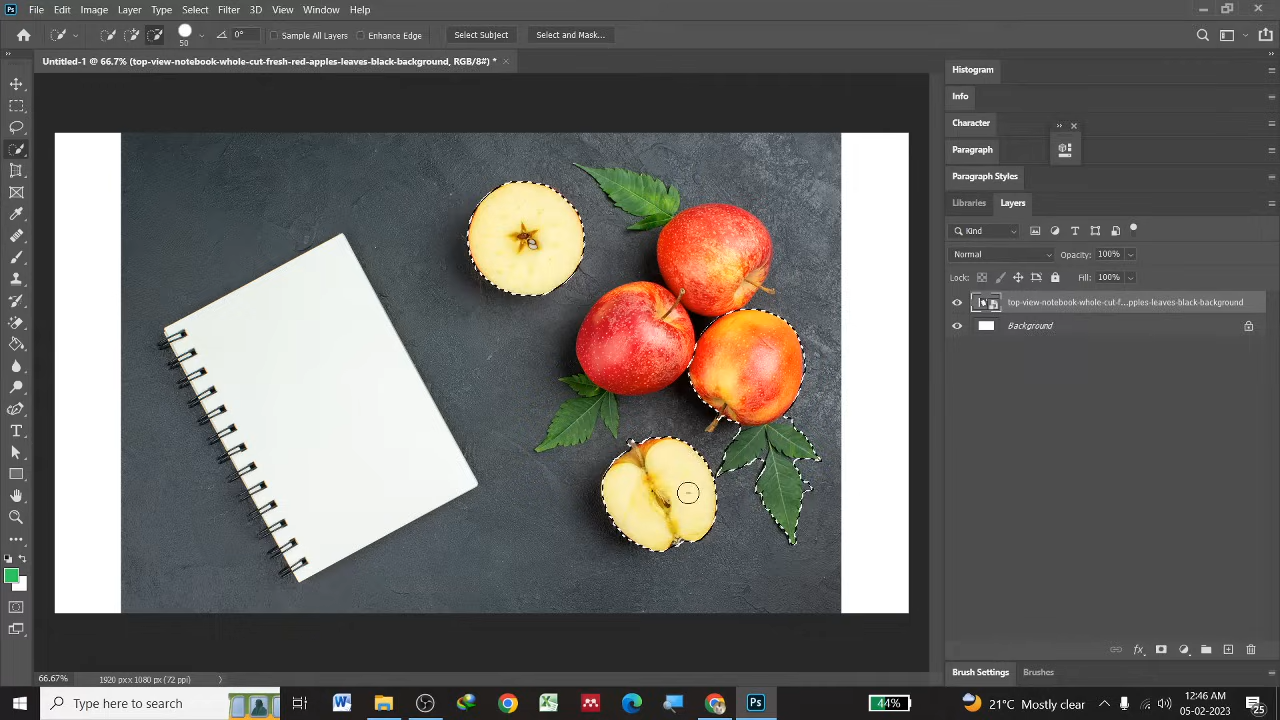 Ps File Edit Image Layer Type Select Filter 3D View Window Help
50 0° Sample All Layers Enhance Edge Select Subject Select and Mask...
Untitled-1 @ 66.7% (top-view-notebook-whole-cut-fresh-red-apples-leaves-black-background, RGB/8#) * ×
Histogram
Info
Character
Paragraph
Paragraph Styles
Libraries Layers
Kind
Normal Opacity: 100%
Lock: Fill: 100%
top-view-notebook-whole-cut-f...pples-leaves-black-background
Background
66.67% 1920 px x 1080 px (72 ppi)
Brush Settings Brushes
Type here to search
44%
21°C Mostly clear
12:46 AM
05-02-2023
25